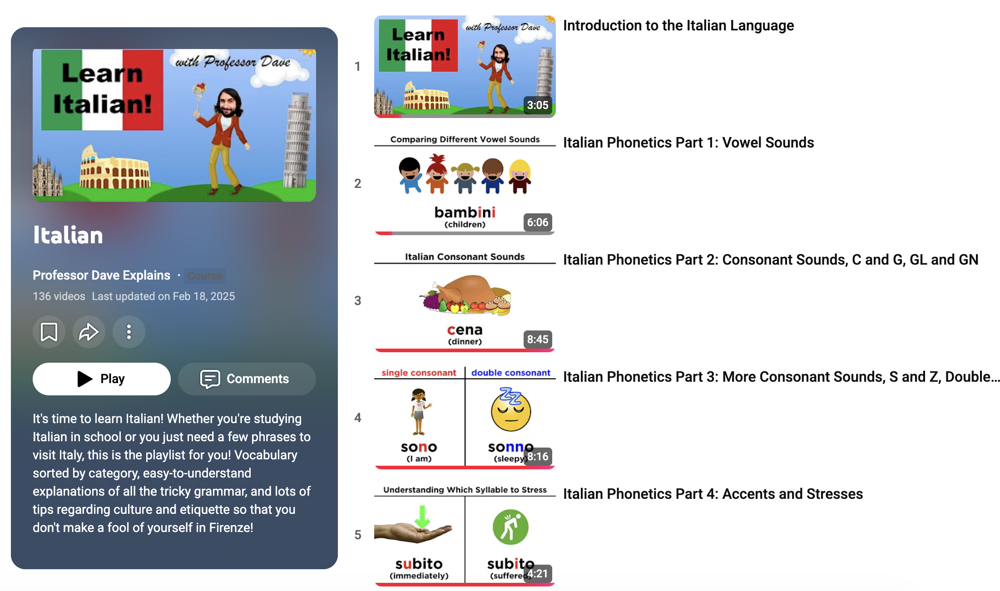 Learn
Italian!
with Professor Dave
Italian
Professor Dave Explains · Course
136 videos Last updated on Feb 18, 2025
Play
Comments
It's time to learn Italian! Whether you're studying
Italian in school or you just need a few phrases to
visit Italy, this is the playlist for you! Vocabulary
sorted by category, easy-to-understand
explanations of all the tricky grammar, and lots of
tips regarding culture and etiquette so that you
don't make a fool of yourself in Firenze!
1
Learn
Italian!
with Professor Dave
3:05
Introduction to the Italian Language
2
Comparing Different Vowel Sounds
bambini
(children)
6:06
Italian Phonetics Part 1: Vowel Sounds
3
Italian Consonant Sounds
cena
(dinner)
8:45
Italian Phonetics Part 2: Consonant Sounds, C and G, GL and GN
4
single consonant
double consonant
zz
sono
(I am)
sonno
(sleepy)
8:16
Italian Phonetics Part 3: More Consonant Sounds, S and Z, Double...
5
Understanding Which Syllable to Stress
subito
(immediately)
subito
(suffered)
4:21
Italian Phonetics Part 4: Accents and Stresses